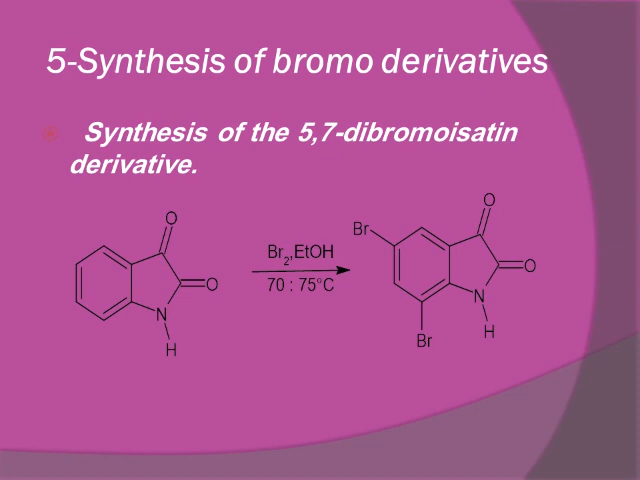 5-Synthesis of bromo derivatives
Synthesis of the 5,7-dibromoisatin
derivative.
O
O
N
H
Br2,EtOH
70 : 75°C
O
Br
O
N
H
Br